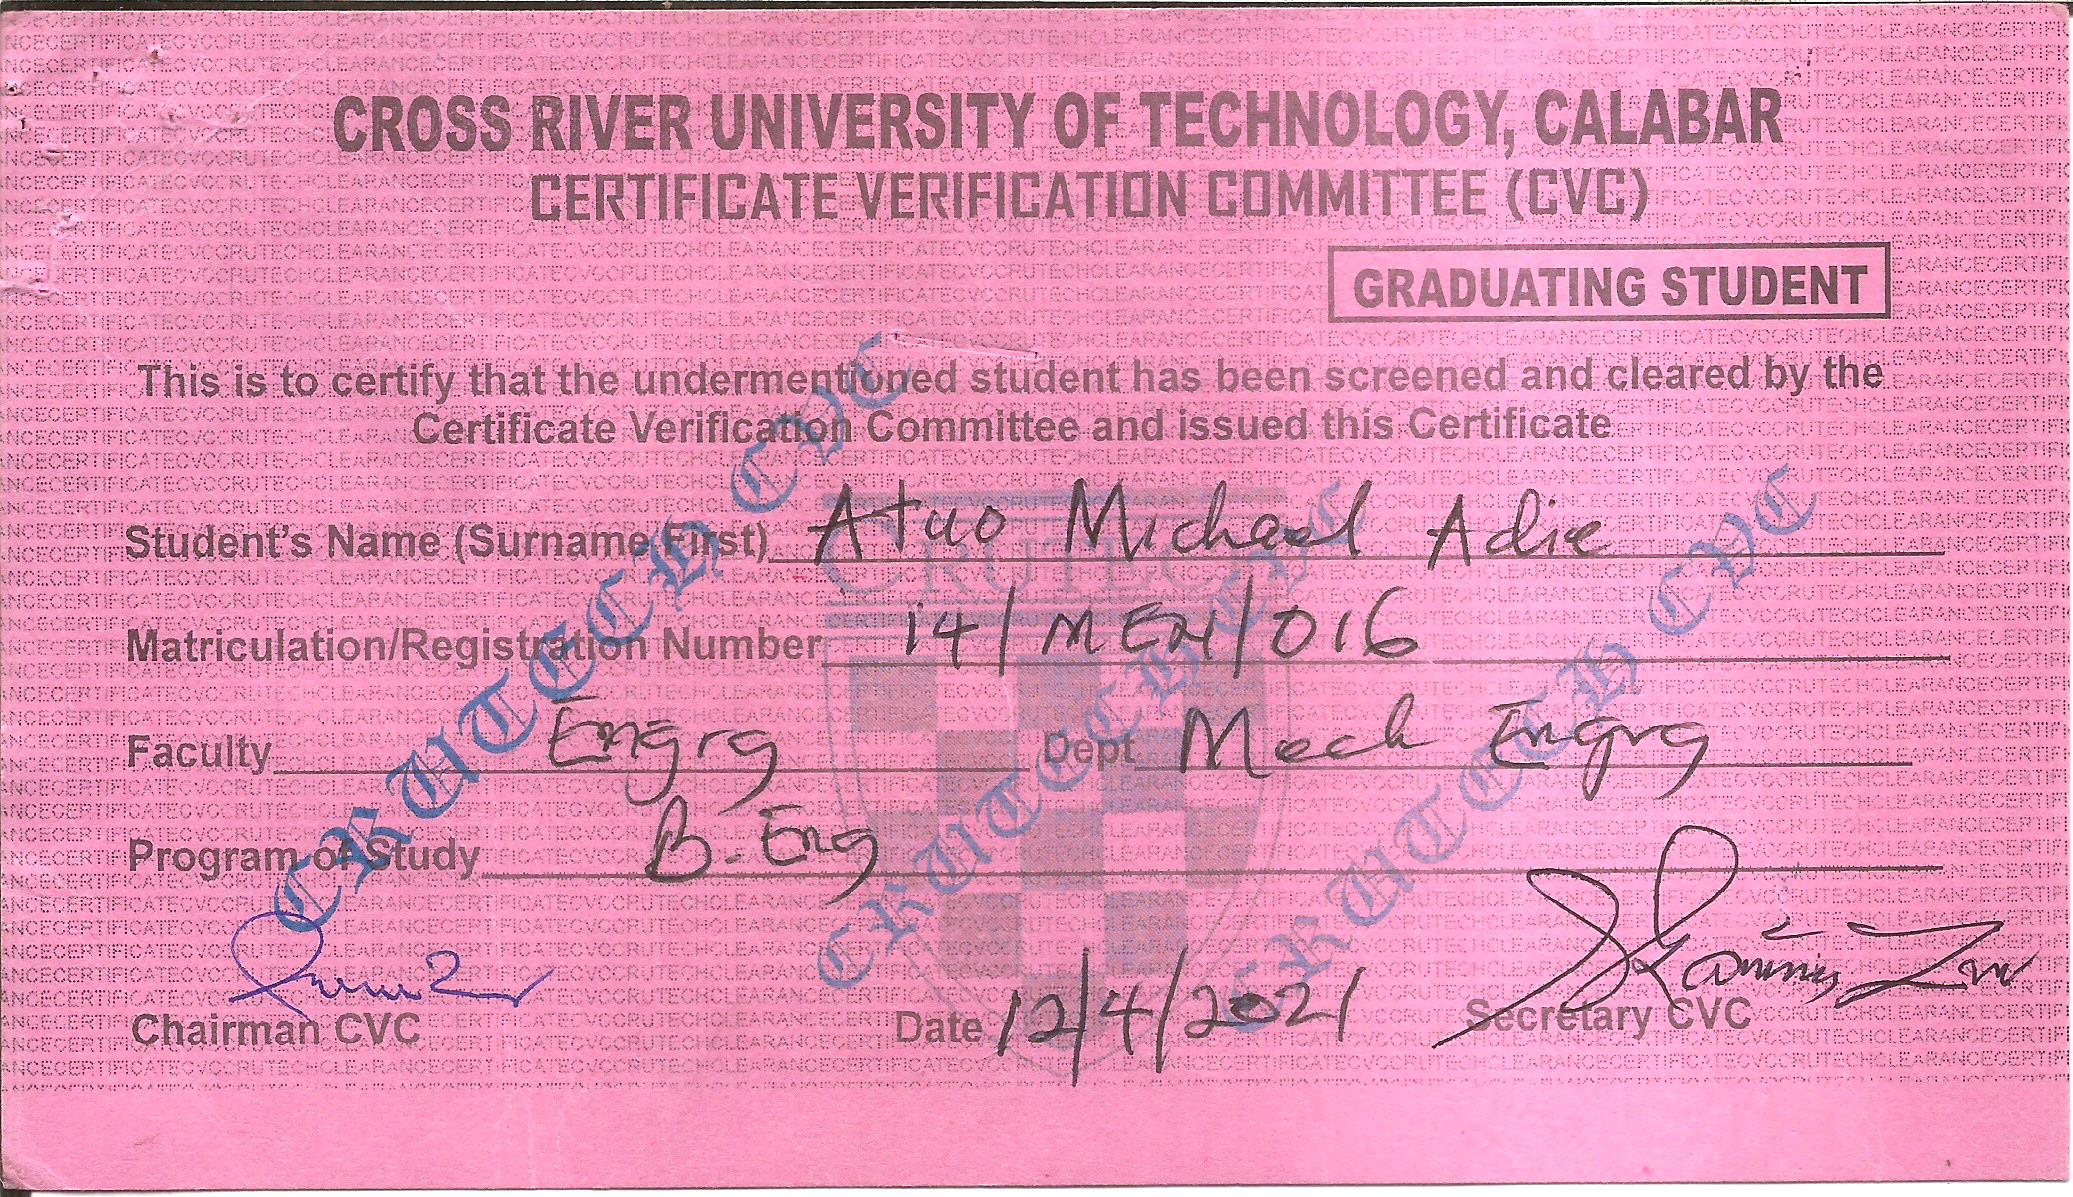 CROSS RIVER UNIVERSITY OF TECHNOLOGY, CALABAR
CERTIFICATE VERIFICATION COMMITTEE (CVC)
GRADUATING STUDENT
This is to certify that the undermentioned student has been screened and cleared by the
Certificate Verification Committee and issued this Certificate
Student's Name (Surname First) Atuo Michael Adie
Matriculation/Registration Number 14/MEN/016
Faculty Engrg Dept Mech Engrg
Program of Study B-Eng
Chairman CVC Date 12/4/2021 Secretary CVC
CRUTECH CVC
CRUTECH CVC
CRUTECH CVC
CRUTECH